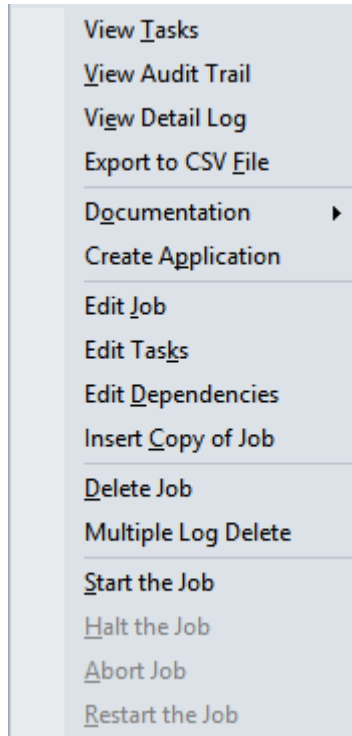 View Tasks
View Audit Trail
View Detail Log
Export to CSV File
Documentation
Create Application
Edit Job
Edit Tasks
Edit Dependencies
Insert Copy of Job
Delete Job
Multiple Log Delete
Start the Job
Halt the Job
Abort Job
Restart the Job